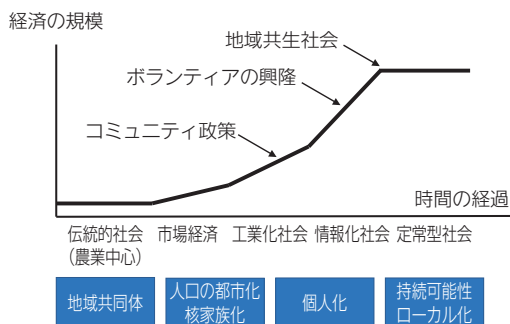 経済の規模
地域共生社会
ボランティアの興隆
コミュニティ政策
時間の経過
伝統的社会 市場経済 工業化社会 情報化社会 定常型社会
（農業中心）
地域共同体
人口の都市化
核家族化
個人化
持続可能性
ローカル化